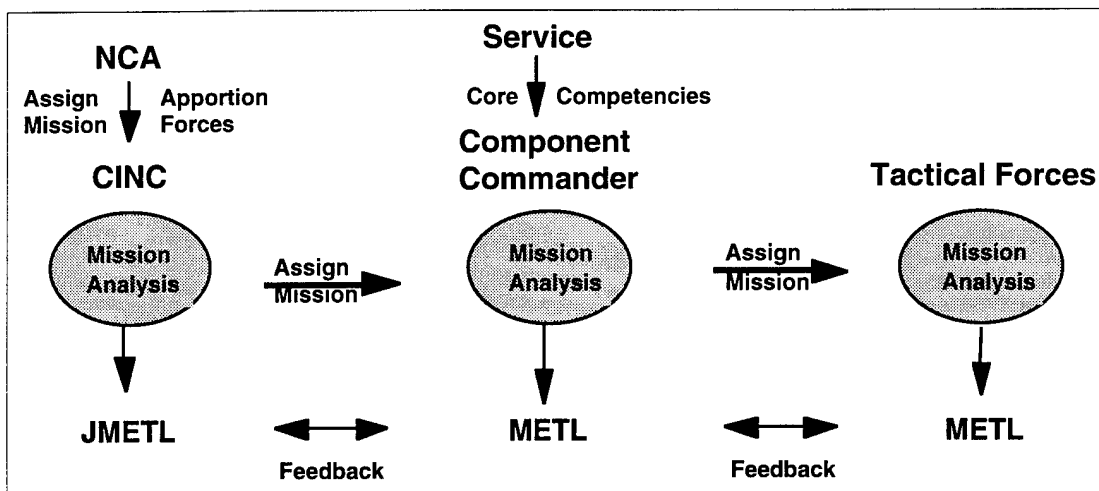 NCA
Assign Mission
Apportion Forces
CINC
Mission Analysis
JMETL
Assign Mission
Feedback
Service
Core Competencies
Component
Commander
Mission
Analysis
METL
Assign
Mission
Feedback
Tactical Forces
Mission
Analysis
METL